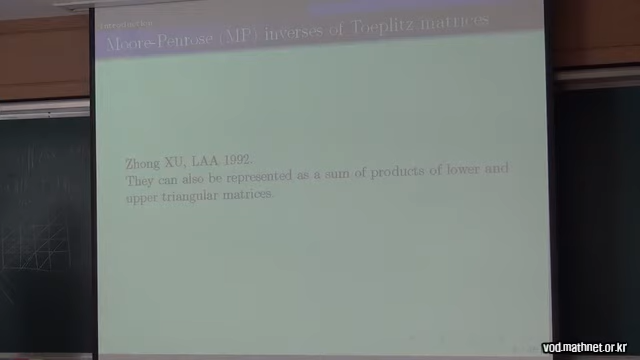 Introduction
Moore-Penrose (MP) inverses of Toeplitz matrices
Zhong XU, LAA 1992.
They can also be represented as a sum of products of lower and
upper triangular matrices.
vod.mathnet.or.kr